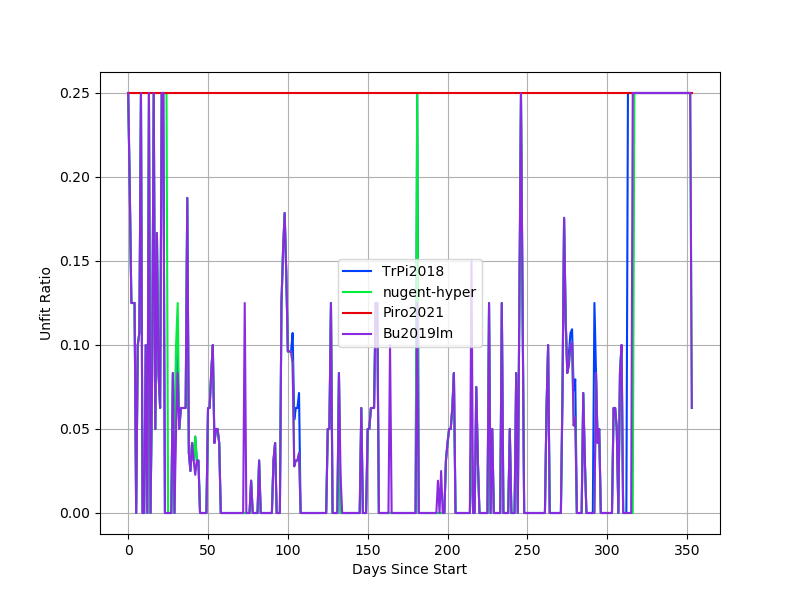 0.25
0.20
0.15
0.10
0.05
0.00
Unfit Ratio
TrPi2018
nugent-hyper
Piro2021
Bu2019lm
0 50 100 150 200 250 300 350
Days Since Start